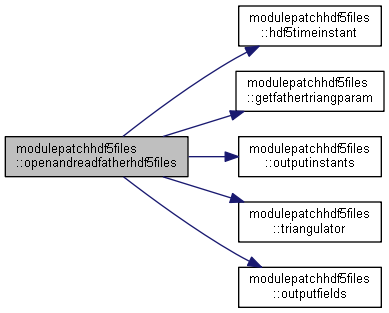 modulepatchhdf5files
::hdf5timeinstant
modulepatchhdf5files
::getfathertriangparam
modulepatchhdf5files
::openandreadfatherhdf5files
modulepatchhdf5files
::outputinstants
modulepatchhdf5files
::triangulator
modulepatchhdf5files
::outputfields